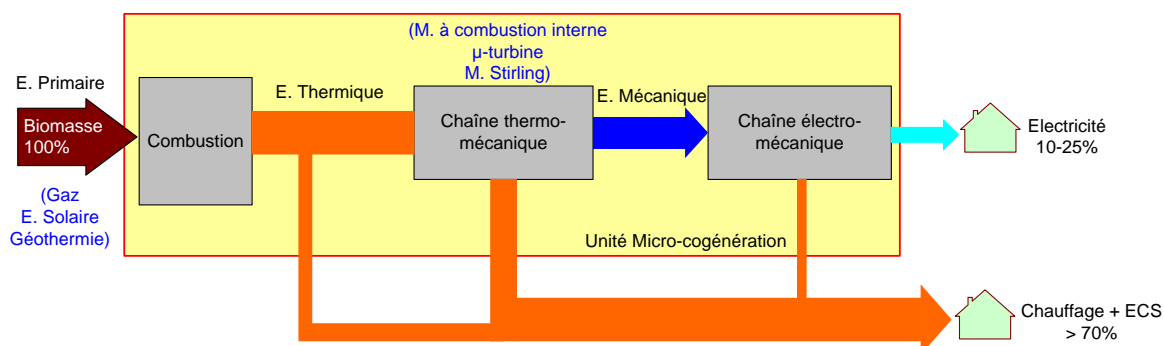 (M. à combustion interne
µ-turbine
M. Stirling)
E. Primaire
E. Thermique
E. Mécanique
Biomasse
100%
Combustion
Chaîne thermo-
mécanique
Chaîne électro-
mécanique
Electricité
10-25%
(Gaz
E. Solaire
Géothermie)
Unité Micro-cogénération
Chauffage + ECS
> 70%